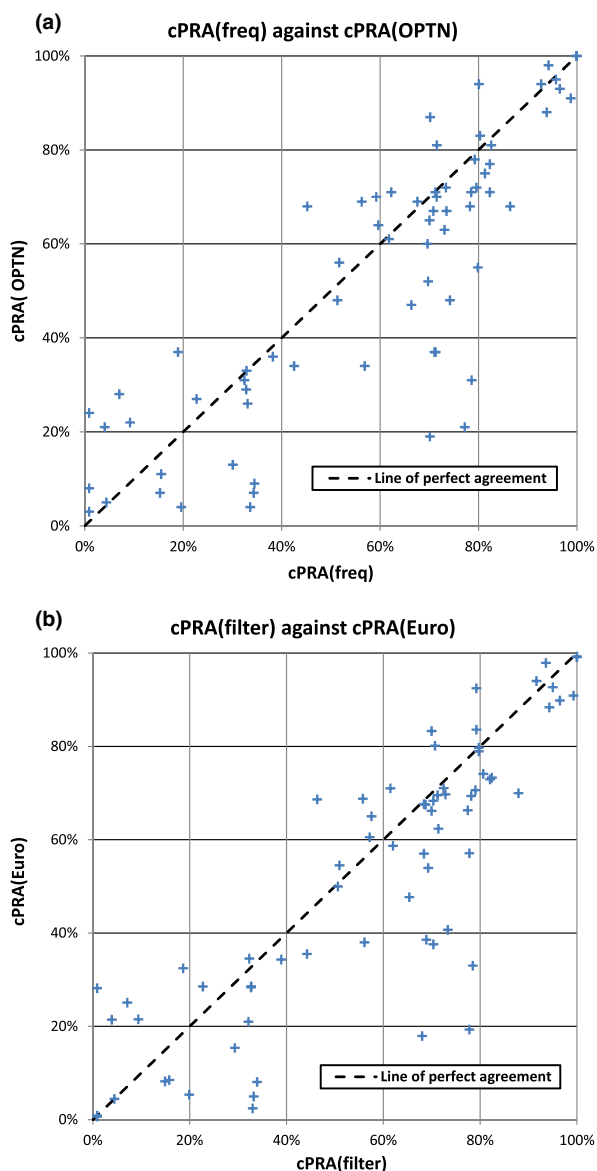 (a)
cPRA(freq) against cPRA(OPTN)
100%
80%
60%
40%
20%
0%
cPRA( OPTN)
Line of perfect agreement
0% 20% 40% 60% 80% 100%
cPRA(freq)
(b)
cPRA(filter) against cPRA(Euro)
100%
80%
60%
40%
20%
0%
cPRA(Euro)
Line of perfect agreement
0% 20% 40% 60% 80% 100%
cPRA(filter)